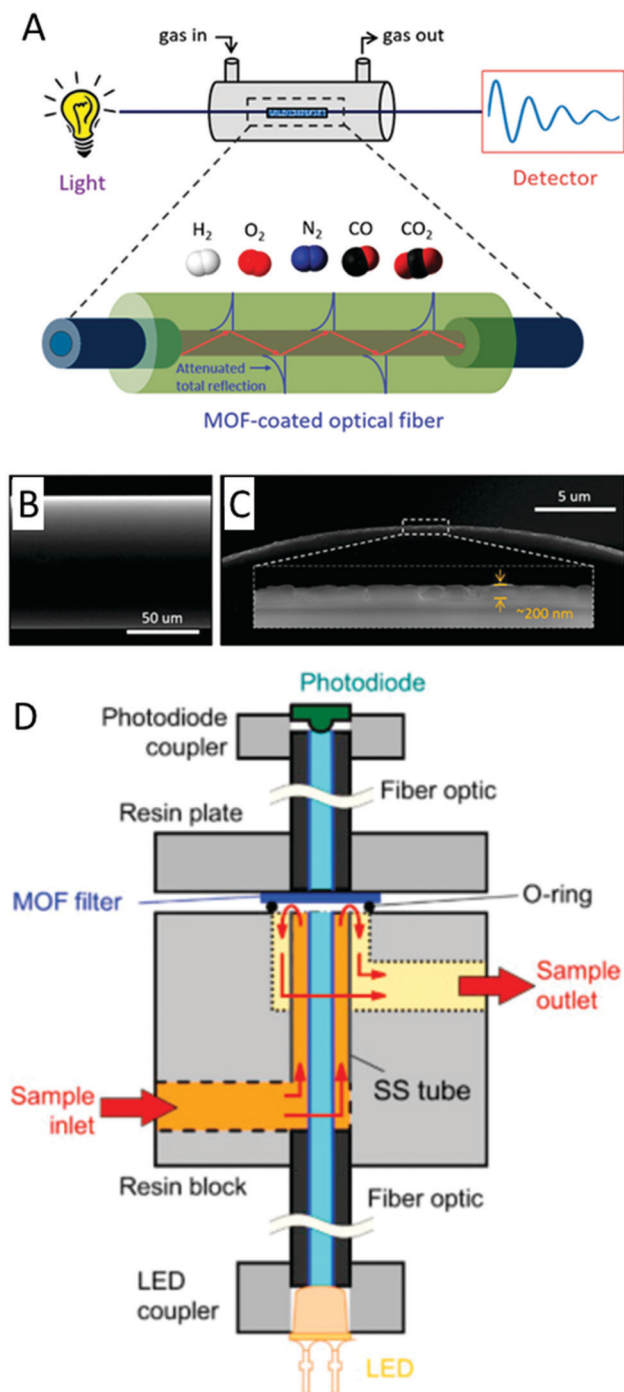 A
gas in
gas out
Light
Detector
H₂
O₂
N₂
CO
CO₂
Attenuated
total reflection
MOF-coated optical fiber
B
50 um
C
5 um
~200 nm
D
Photodiode
Photodiode
coupler
Fiber optic
Resin plate
MOF filter
O-ring
Sample
outlet
SS tube
Sample
inlet
Resin block
Fiber optic
LED
coupler
LED